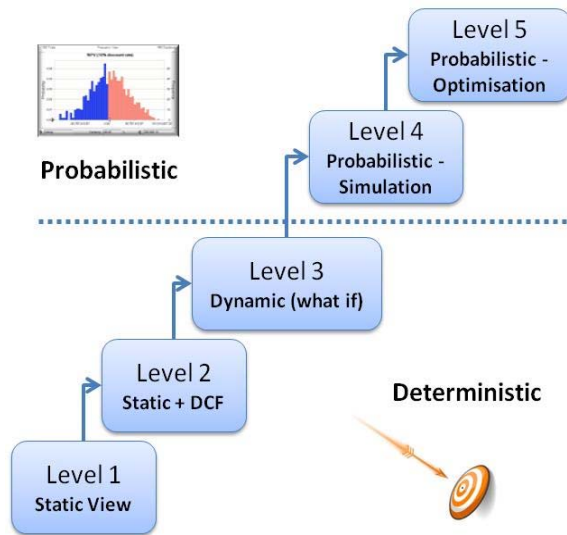 Level 5
Probabilistic -
Optimisation
Level 4
Probabilistic -
Simulation
Probabilistic
Level 3
Dynamic (what if)
Level 2
Static + DCF
Deterministic
Level 1
Static View